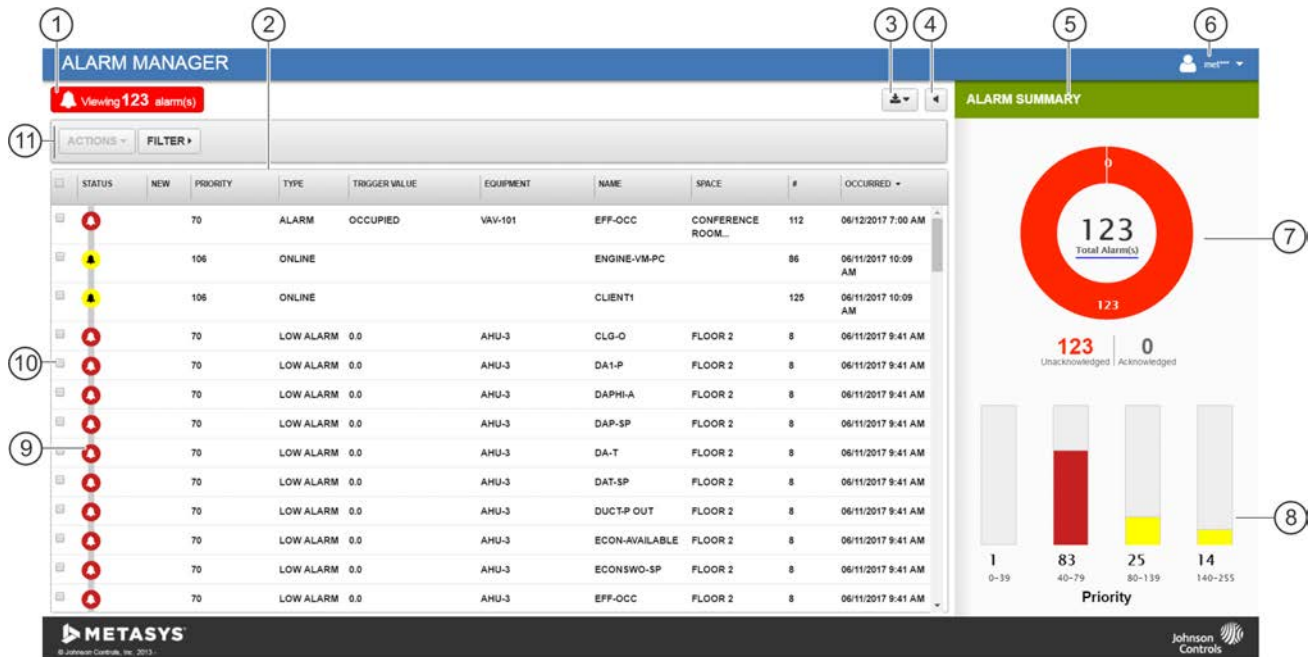 1 2 3 4 5 6
ALARM MANAGER met***
Viewing 123 alarm(s) ALARM SUMMARY
11 ACTIONS FILTER
STATUS NEW PRIORITY TYPE TRIGGER VALUE EQUIPMENT NAME SPACE # OCCURRED
70 ALARM OCCUPIED VAV-101 EFF-OCC CONFERENCE ROOM... 112 06/12/2017 7:00 AM
106 ONLINE ENGINE-VM-PC 86 06/11/2017 10:09 AM
106 ONLINE CLIENT1 125 06/11/2017 10:09 AM
70 LOW ALARM 0.0 AHU-3 CLG-O FLOOR 2 8 06/11/2017 9:41 AM
10 70 LOW ALARM 0.0 AHU-3 DA1-P FLOOR 2 8 06/11/2017 9:41 AM
70 LOW ALARM 0.0 AHU-3 DAPHI-A FLOOR 2 8 06/11/2017 9:41 AM
70 LOW ALARM 0.0 AHU-3 DAP-SP FLOOR 2 8 06/11/2017 9:41 AM
9 70 LOW ALARM 0.0 AHU-3 DA-T FLOOR 2 8 06/11/2017 9:41 AM
70 LOW ALARM 0.0 AHU-3 DAT-SP FLOOR 2 8 06/11/2017 9:41 AM
70 LOW ALARM 0.0 AHU-3 DUCT-P OUT FLOOR 2 8 06/11/2017 9:41 AM
70 LOW ALARM 0.0 AHU-3 ECON-AVAILABLE FLOOR 2 8 06/11/2017 9:41 AM
70 LOW ALARM 0.0 AHU-3 ECONSWO-SP FLOOR 2 8 06/11/2017 9:41 AM
70 LOW ALARM 0.0 AHU-3 EFF-OCC FLOOR 2 8 06/11/2017 9:41 AM
0
123 7
Total Alarm(s)
123
123 0
Unacknowledged Acknowledged
8
1 83 25 14
0-39 40-79 80-139 140-255
Priority
METASYS
© Johnson Controls, Inc. 2013 -
Johnson
Controls